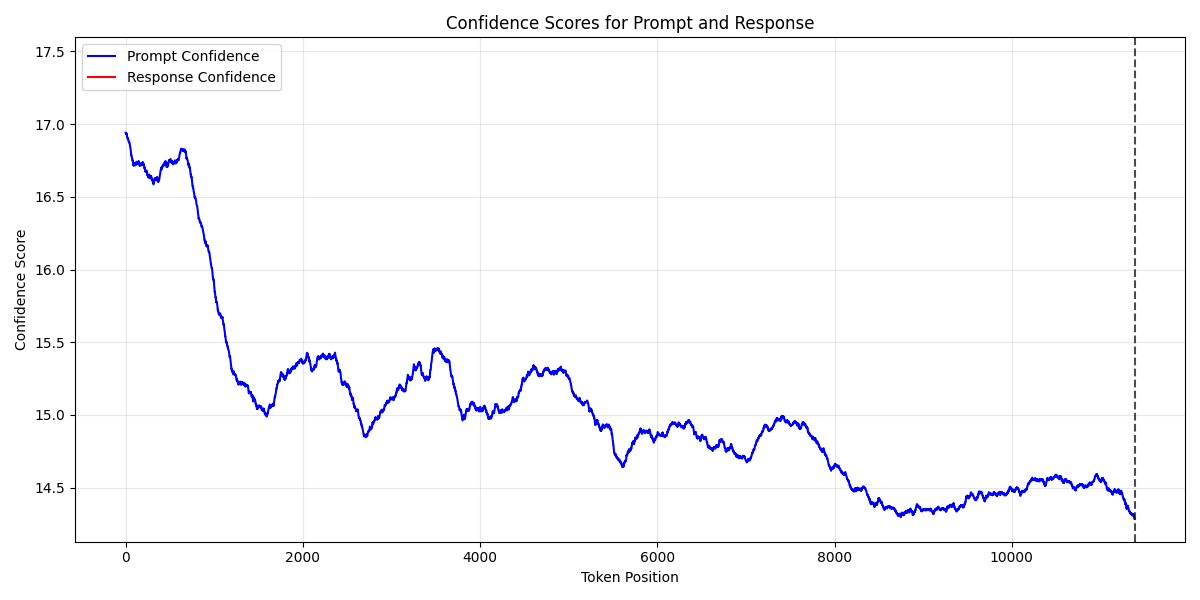 Confidence Scores for Prompt and Response
Prompt Confidence
Response Confidence
Confidence Score
17.5
17.0
16.5
16.0
15.5
15.0
14.5
0 2000 4000 6000 8000 10000
Token Position